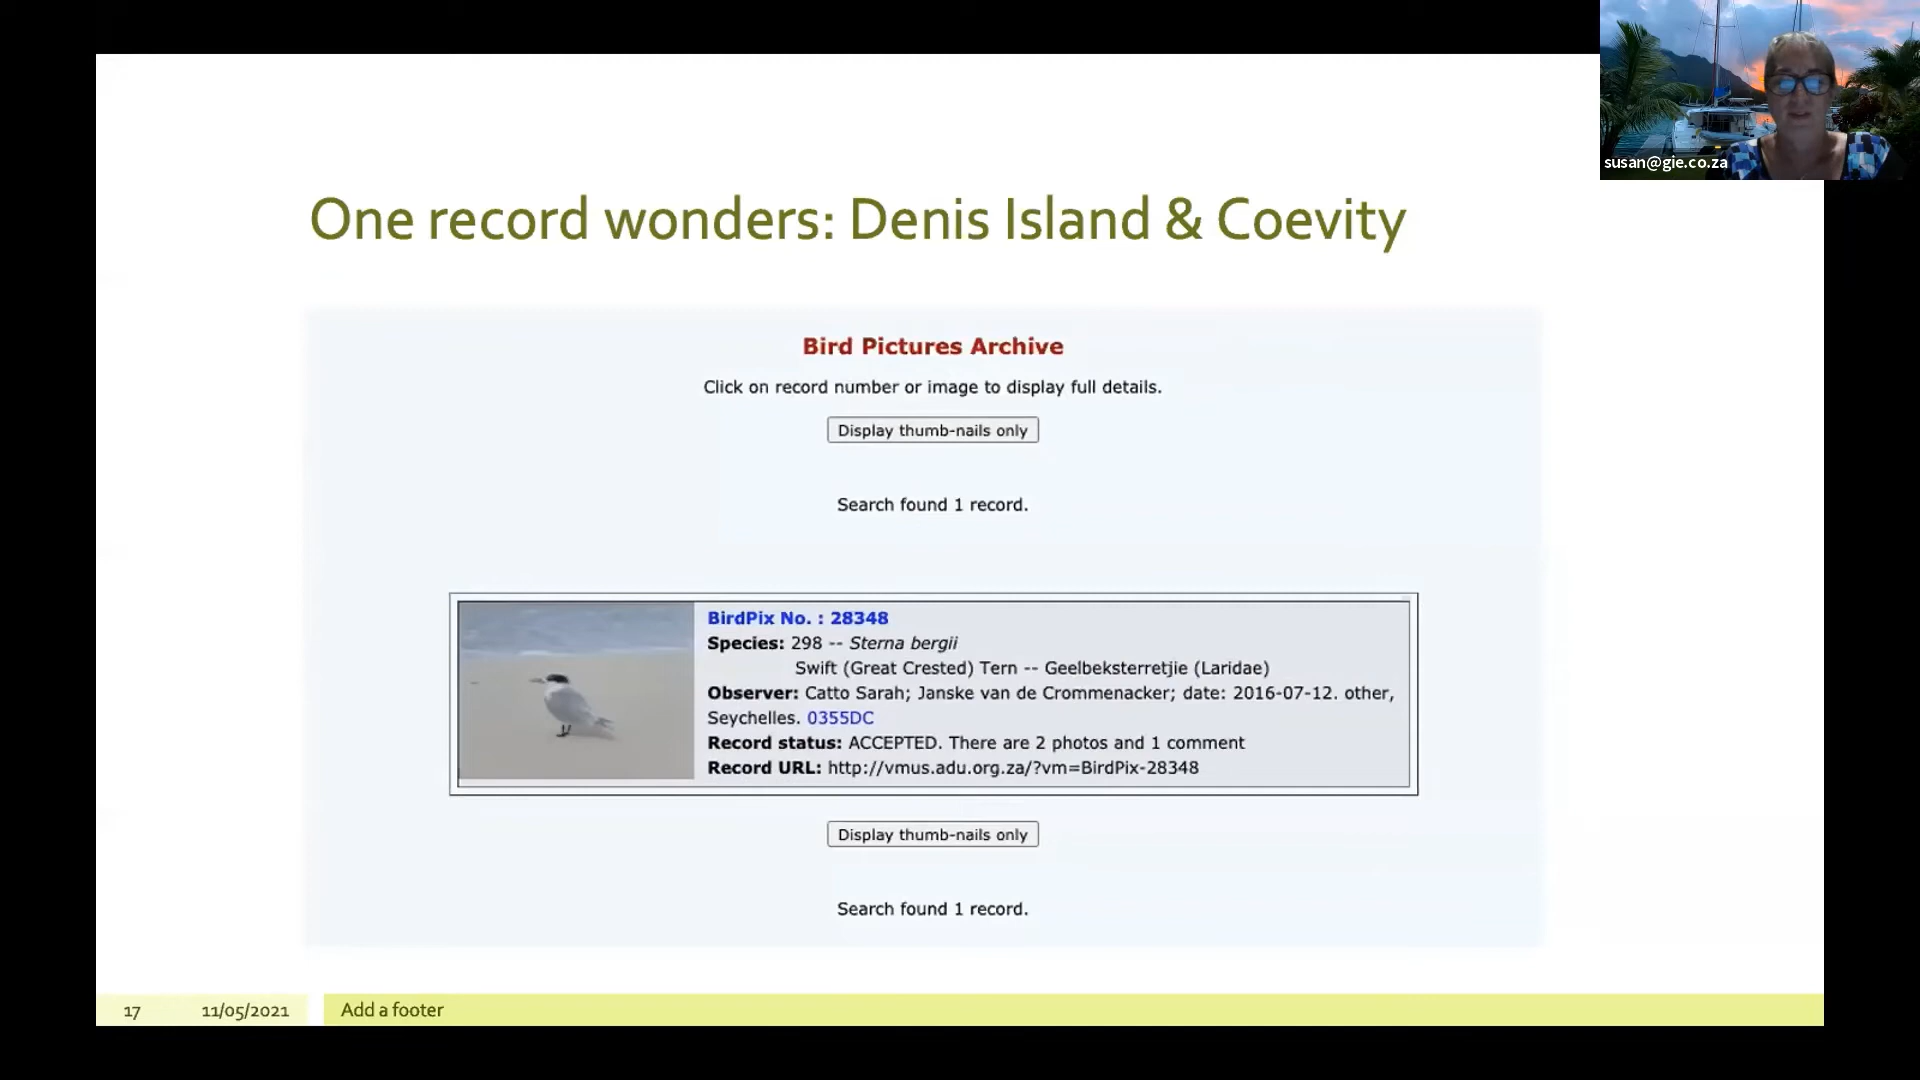 susan@gie.co.za
One record wonders: Denis Island & Coevity
Bird Pictures Archive
Click on record number or image to display full details.
Display thumb-nails only
Search found 1 record.
BirdPix No. : 28348
Species: 298 -- Sterna bergii
Swift (Great Crested) Tern -- Geelbeksterretjie (Laridae)
Observer: Catto Sarah; Janske van de Crommenacker; date: 2016-07-12. other,
Seychelles. 0355DC
Record status: ACCEPTED. There are 2 photos and 1 comment
Record URL: http://vmus.adu.org.za/?vm=BirdPix-28348
Display thumb-nails only
Search found 1 record.
17 11/05/2021 Add a footer